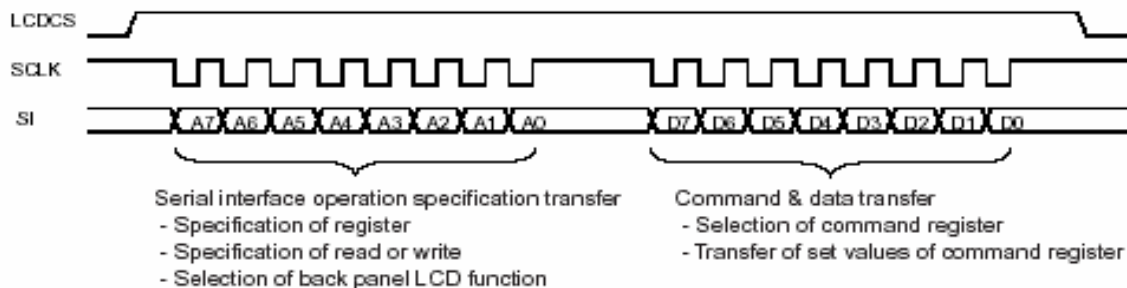 LCDCS
SCLK
SI A7 A6 A5 A4 A3 A2 A1 A0 D7 D6 D5 D4 D3 D2 D1 D0
Serial interface operation specification transfer
- Specification of register
- Specification of read or write
- Selection of back panel LCD function
Command & data transfer
- Selection of command register
- Transfer of set values of command register